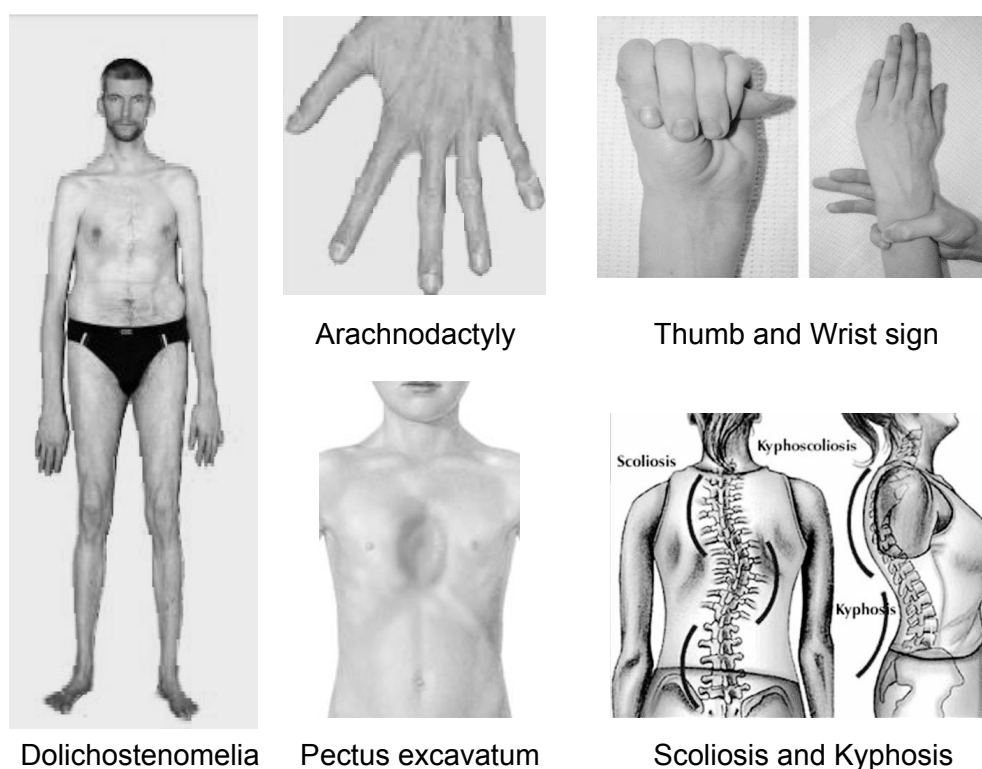 Arachnodactyly
Thumb and Wrist sign
Scoliosis
Kyphoscoliosis
Kyphosis
Dolichostenomelia
Pectus excavatum
Scoliosis and Kyphosis